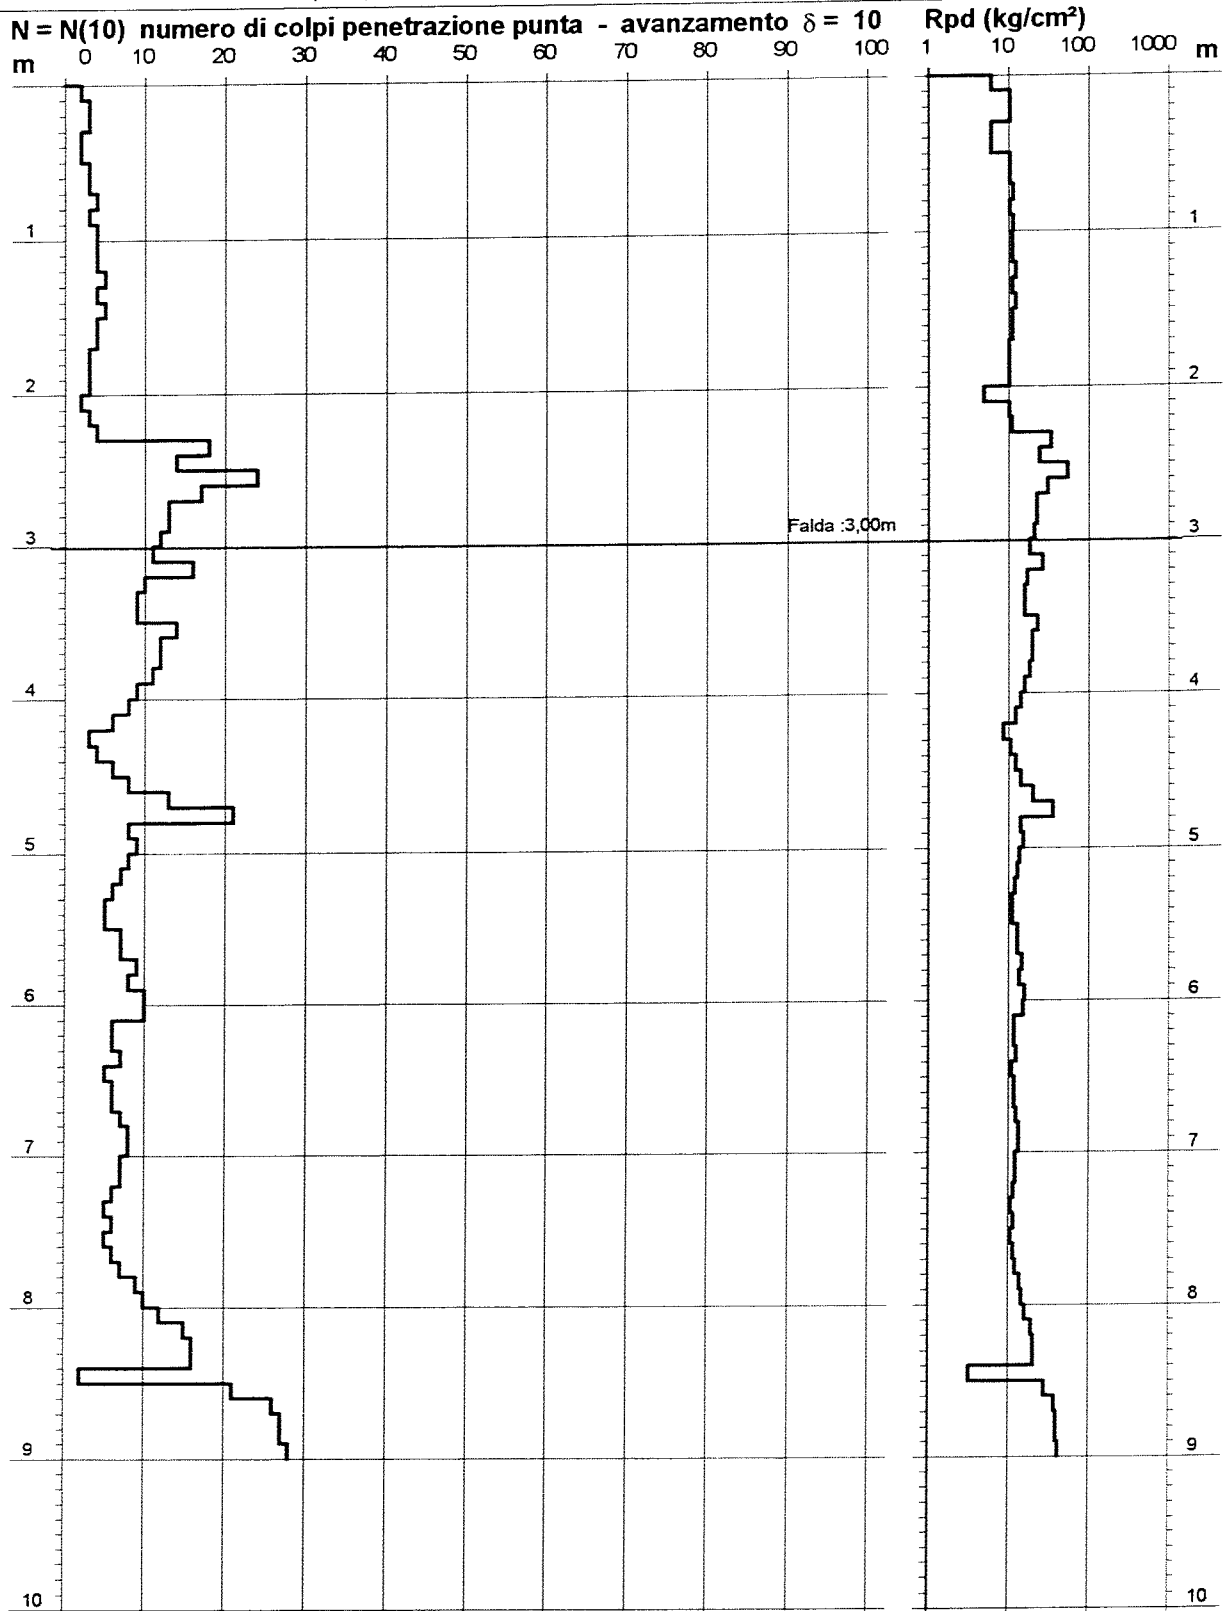 N = N(10) numero di colpi penetrazione punta - avanzamento δ = 10
Rpd (kg/cm²)
m 0 10 20 30 40 50 60 70 80 90 100
1 10 100 1000 m
1 1
2 2
Falda :3,00m
3 3
4 4
5 5
6 6
7 7
8 8
9 9
10 10